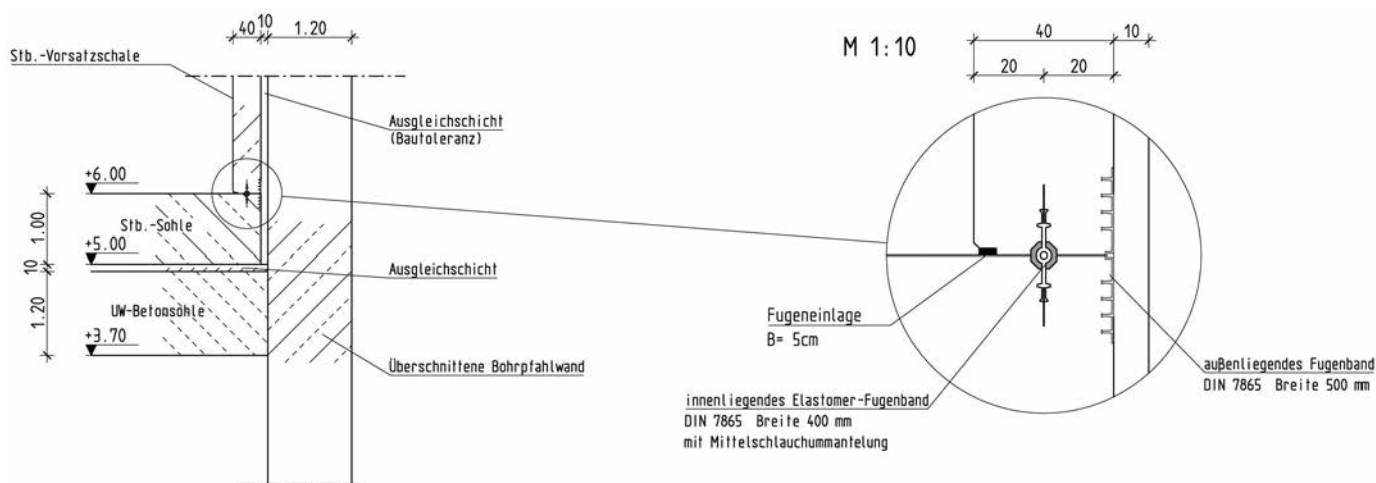 40
10
1.20
Stb.-Vorsatzschale
Ausgleichschicht
(Bautoleranz)
+6.00
1.00
Stb.-Sohle
+5.00
10
Ausgleichschicht
1.20
UW-Betonsohle
+3.70
Überschnittene Bohrpfahlwand
M 1:10
40
10
20
20
Fugeneinlage
B= 5cm
innenliegendes Elastomer-Fugenband
DIN 7865 Breite 400 mm
mit Mittelschlauchummantelung
außenliegendes Fugenband
DIN 7865 Breite 500 mm